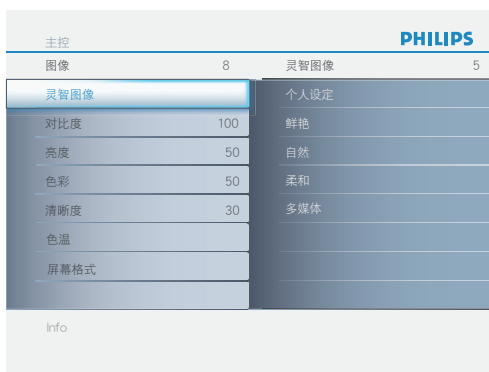 主控 PHILIPS
图像 8 灵智图像 5
灵智图像 个人设定
对比度 100 鲜艳
亮度 50 自然
色彩 50 柔和
清晰度 30 多媒体
色温
屏幕格式
Info